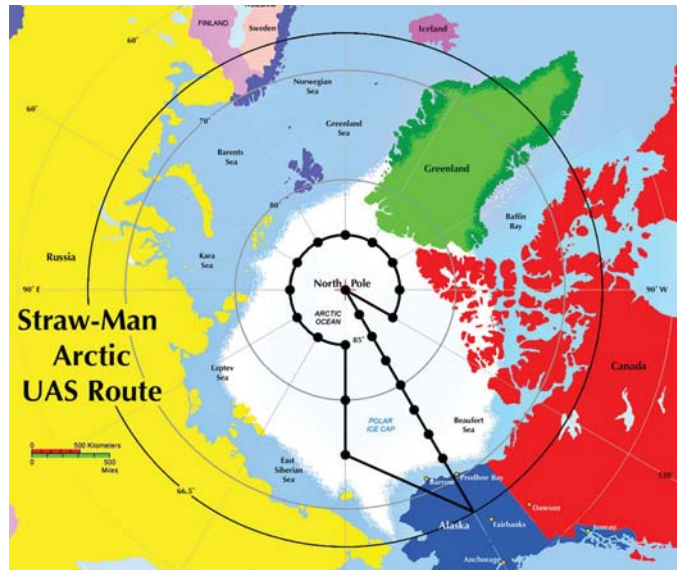 FINLAND
Sweden
Iceland
60°
Norwegian
Sea
60°
Greenland
Sea
70°
Barents
Sea
Greenland
80°
Baffin
Bay
Kara
Sea
Russia
90° E
North Pole
90° W
Straw-Man
Arctic
UAS Route
ARCTIC
OCEAN
85°
Laptev
Sea
Canada
POLAR
ICE CAP
Beaufort
Sea
0 500 Kilometers
0 500
Miles
East
Siberian
Sea
66.5°
Barrow
Prudhoe Bay
120°
Dawson
Alaska
Fairbanks
Juneau
Anchorage